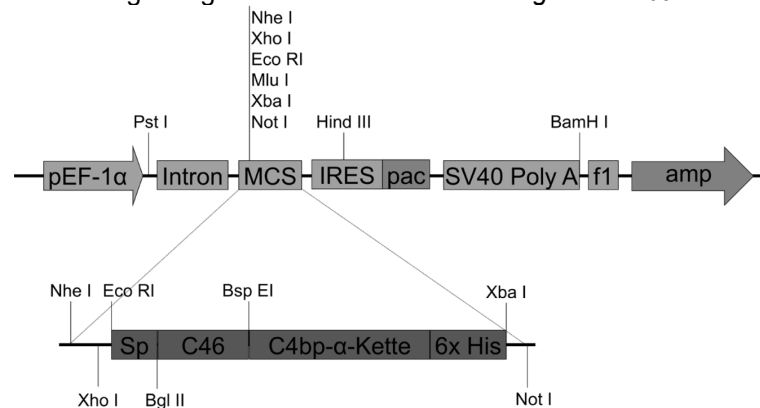 Nhe I
Xho I
Eco RI
Mlu I
Xba I
Not I
Pst I
Hind III
BamH I
pEF-1α
Intron
MCS
IRES
pac
SV40 Poly A
f1
amp
Nhe I
Eco RI
Bsp EI
Xba I
Sp
C46
C4bp-α-Kette
6x His
Xho I
Bgl II
Not I